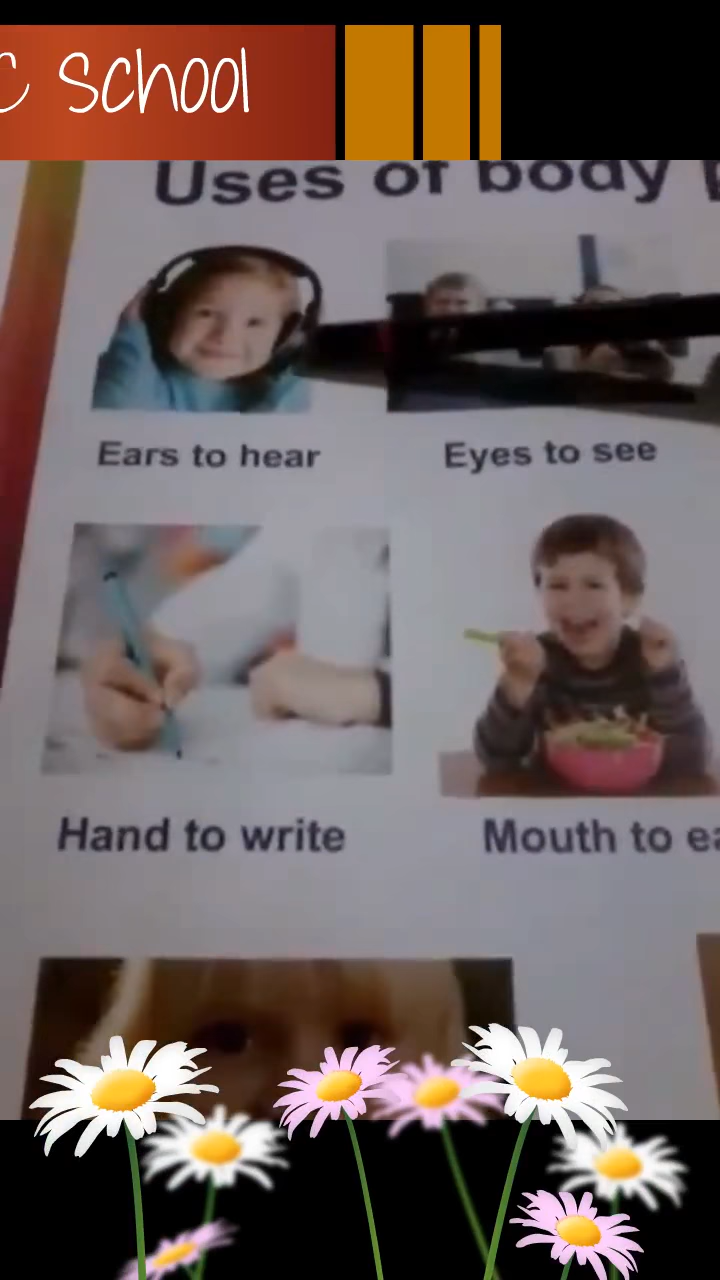 C School
Uses of body
Ears to hear
Eyes to see
Hand to write
Mouth to